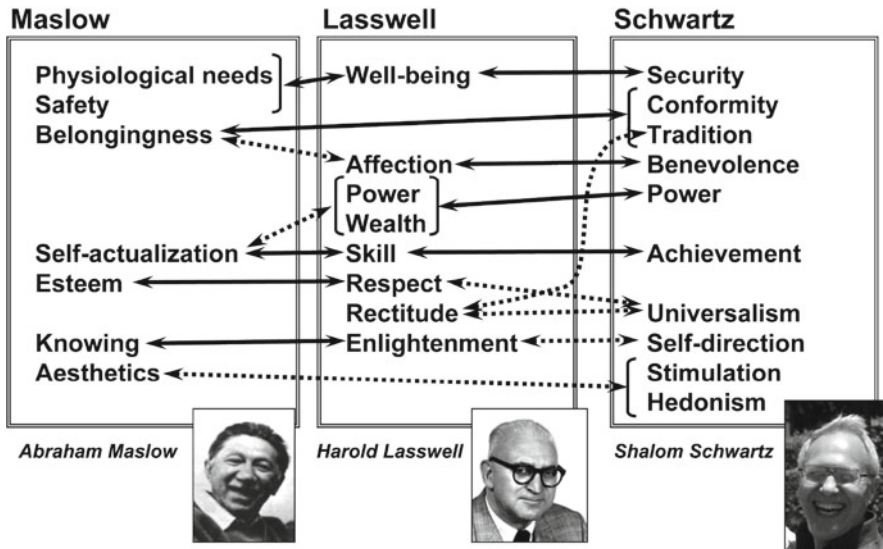 Maslow
Physiological needs
Safety
Belongingness
Self-actualization
Esteem
Knowing
Aesthetics
Abraham Maslow
Lasswell
Well-being
Affection
Power
Wealth
Skill
Respect
Rectitude
Enlightenment
Harold Lasswell
Schwartz
Security
Conformity
Tradition
Benevolence
Power
Achievement
Universalism
Self-direction
Stimulation
Hedonism
Shalom Schwartz